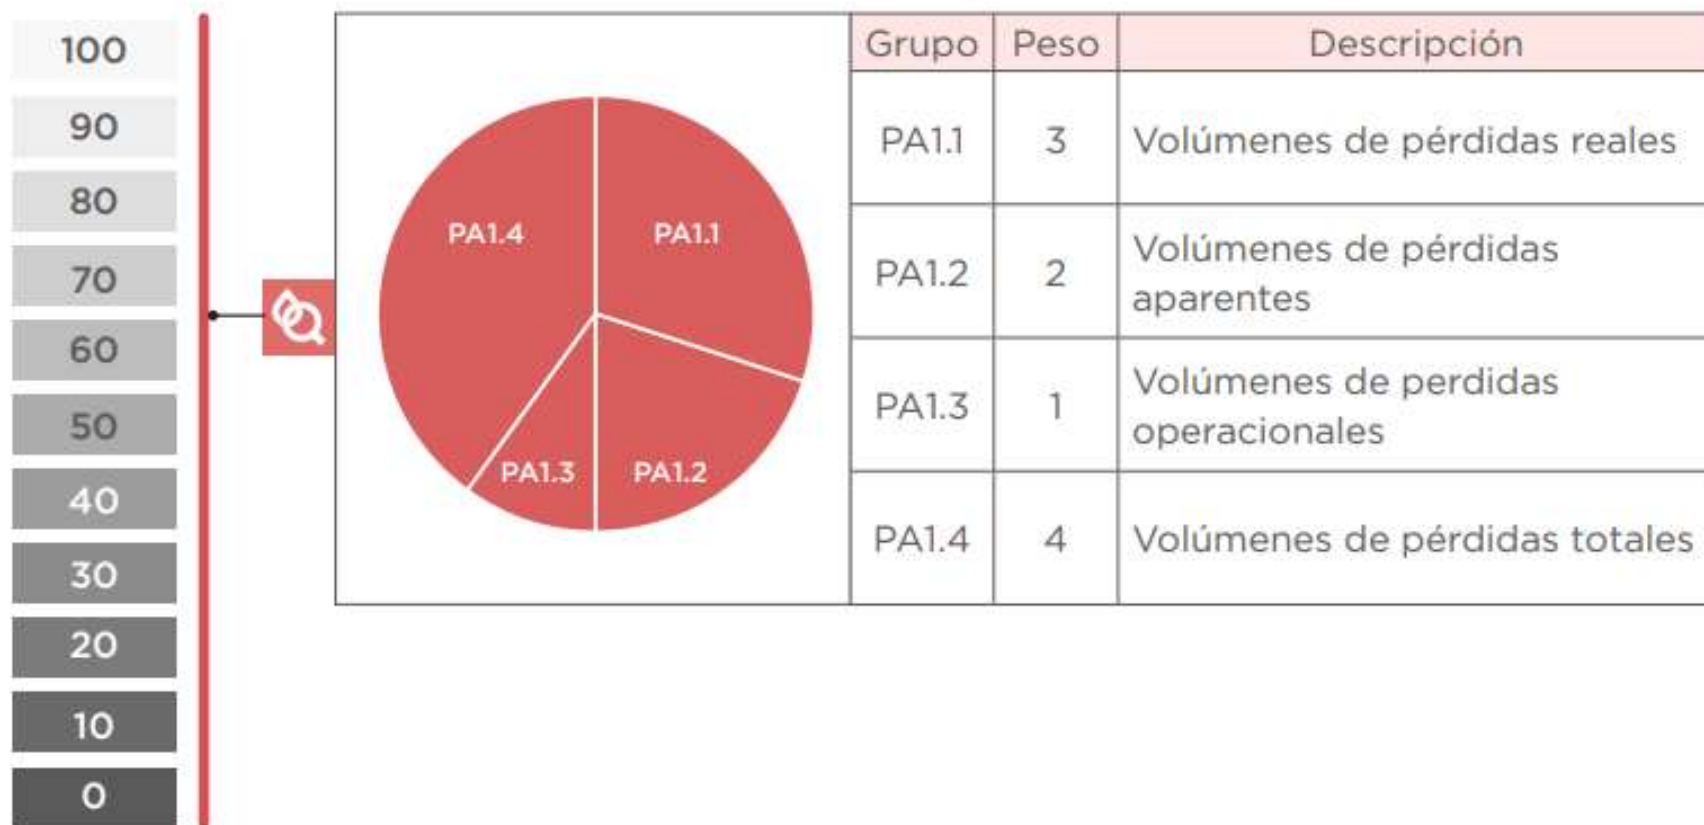 100
90
80
70
60
50
40
30
20
10
0
PA1.4
PA1.1
PA1.3
PA1.2
Grupo Peso Descripción
PA1.1 3 Volúmenes de pérdidas reales
PA1.2 2 Volúmenes de pérdidas
aparentes
PA1.3 1 Volúmenes de perdidas
operacionales
PA1.4 4 Volúmenes de pérdidas totales